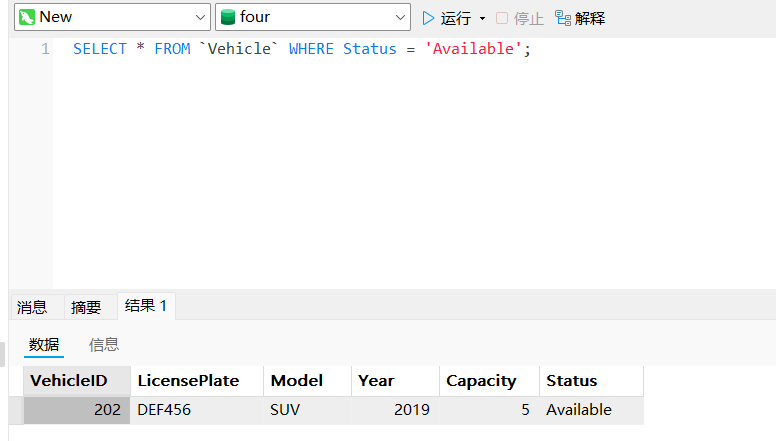 New four 运行 停止 解释
1 SELECT * FROM `Vehicle` WHERE Status = 'Available';
消息 摘要 结果 1
数据 信息
VehicleID LicensePlate Model Year Capacity Status
202 DEF456 SUV 2019 5 Available